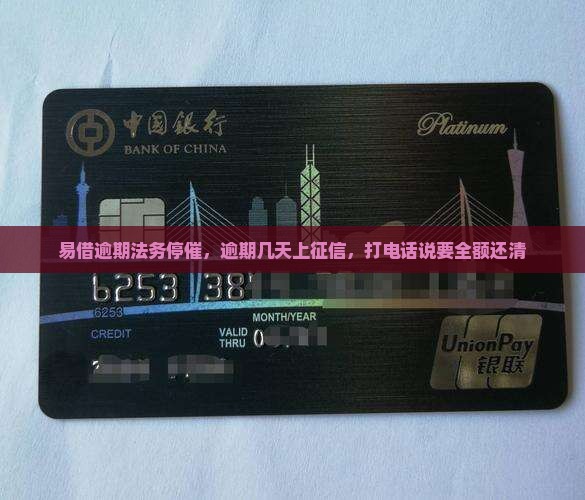 中国银行
BANK OF CHINA
Platinum
易借逾期法务停催，逾期几天上征信，打电话说要全额还清
6253 38
6253
MONTH/YEAR
CREDIT
VALID
THRU
0
UnionPay
银联